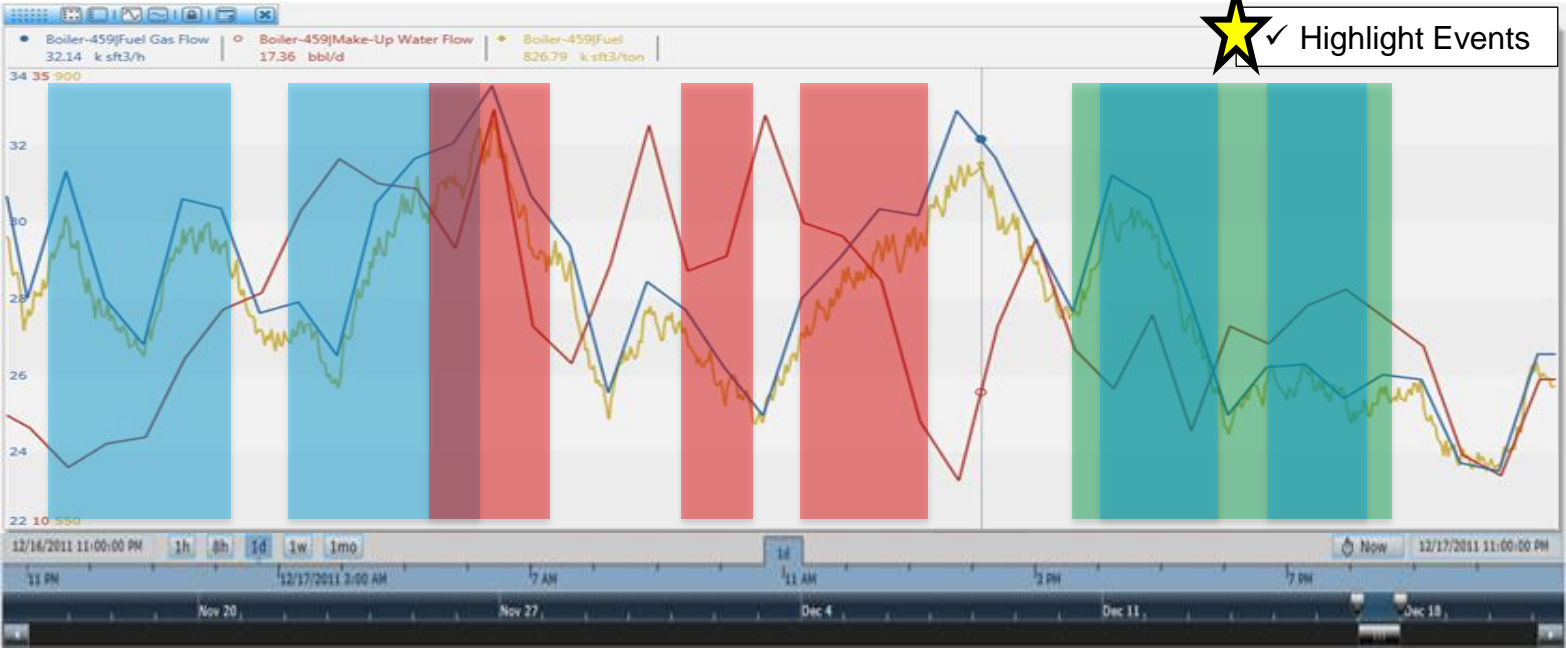 ✓ Highlight Events
Boiler-459|Fuel Gas Flow Boiler-459|Make-Up Water Flow Boiler-459|Fuel
32.14 k sft3/h 17.36 bbl/d 826.79 k sft3/ton
34 35 900
32
30
28
26
24
22 10 550
12/16/2011 11:00:00 PM 1h 8h 1d 1w 1mo 1d Now 12/17/2011 11:00:00 PM
11 PM 12/17/2011 3:00 AM 7 AM 11 AM 3 PM 7 PM
Nov 20 Nov 27 Dec 4 Dec 11 Dec 18